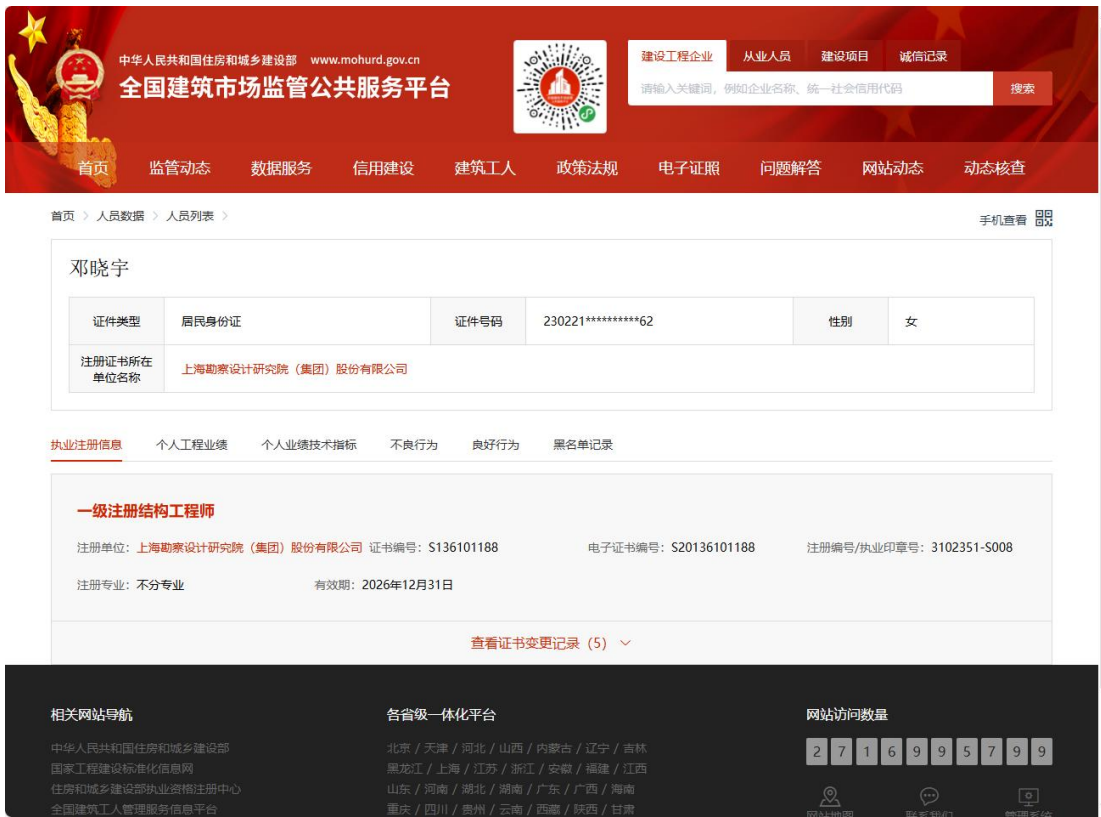 中华人民共和国住房和城乡建设部 www.mohurd.gov.cn
全国建筑市场监管公共服务平台
建设工程企业 从业人员 建设项目 诚信记录
请输入关键词，例如企业名称、统一社会信用代码 搜索
首页 监管动态 数据服务 信用建设 建筑工人 政策法规 电子证照 问题解答 网站动态 动态核查
首页 > 人员数据 > 人员列表 >
手机查看
邓晓宇
证件类型 居民身份证 证件号码 230221**********62 性别 女
注册证书所在单位名称 上海勘察设计研究院（集团）股份有限公司
执业注册信息 个人工程业绩 个人业绩技术指标 不良行为 良好行为 黑名单记录
一级注册结构工程师
注册单位：上海勘察设计研究院（集团）股份有限公司 证书编号：S136101188 电子证书编号：S20136101188 注册编号/执业印章号：3102351-S008
注册专业：不分专业 有效期：2026年12月31日
查看证书变更记录（5）
相关网站导航 各省级一体化平台 网站访问数量
中华人民共和国住房和城乡建设部 北京 / 天津 / 河北 / 山西 / 内蒙古 / 辽宁 / 吉林 2 7 1 6 9 9 5 7 9 9
国家工程建设标准化信息网 黑龙江 / 上海 / 江苏 / 浙江 / 安徽 / 福建 / 江西
住房和城乡建设部执业资格注册中心 山东 / 河南 / 湖北 / 湖南 / 广东 / 广西 / 海南
全国建筑工人管理服务信息平台 重庆 / 四川 / 贵州 / 云南 / 西藏 / 陕西 / 甘肃
网站地图 联系我们 管理系统